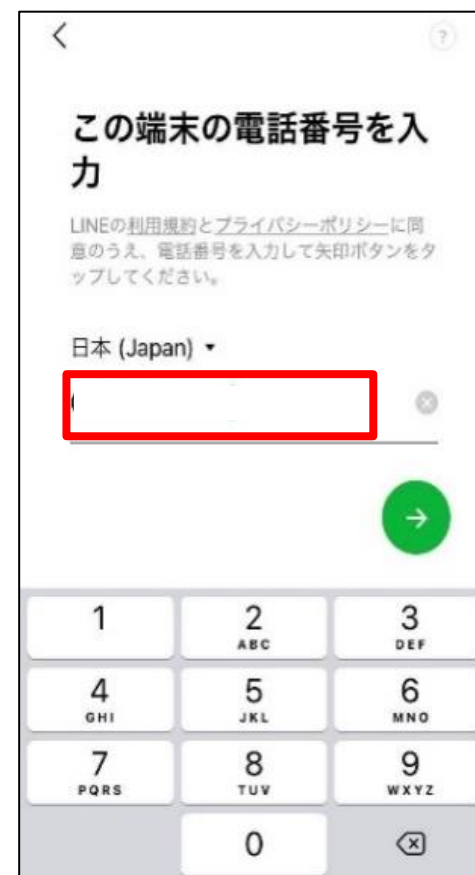 ?
この端末の電話番号を入
力
LINEの利用規約とプライバシーポリシーに同
意のうえ、電話番号を入力して矢印ボタンをタ
ップしてください。
日本 (Japan)
1
2
3
ABC
DEF
4
5
6
GHI
JKL
MNO
7
8
9
PQRS
TUV
WXYZ
0